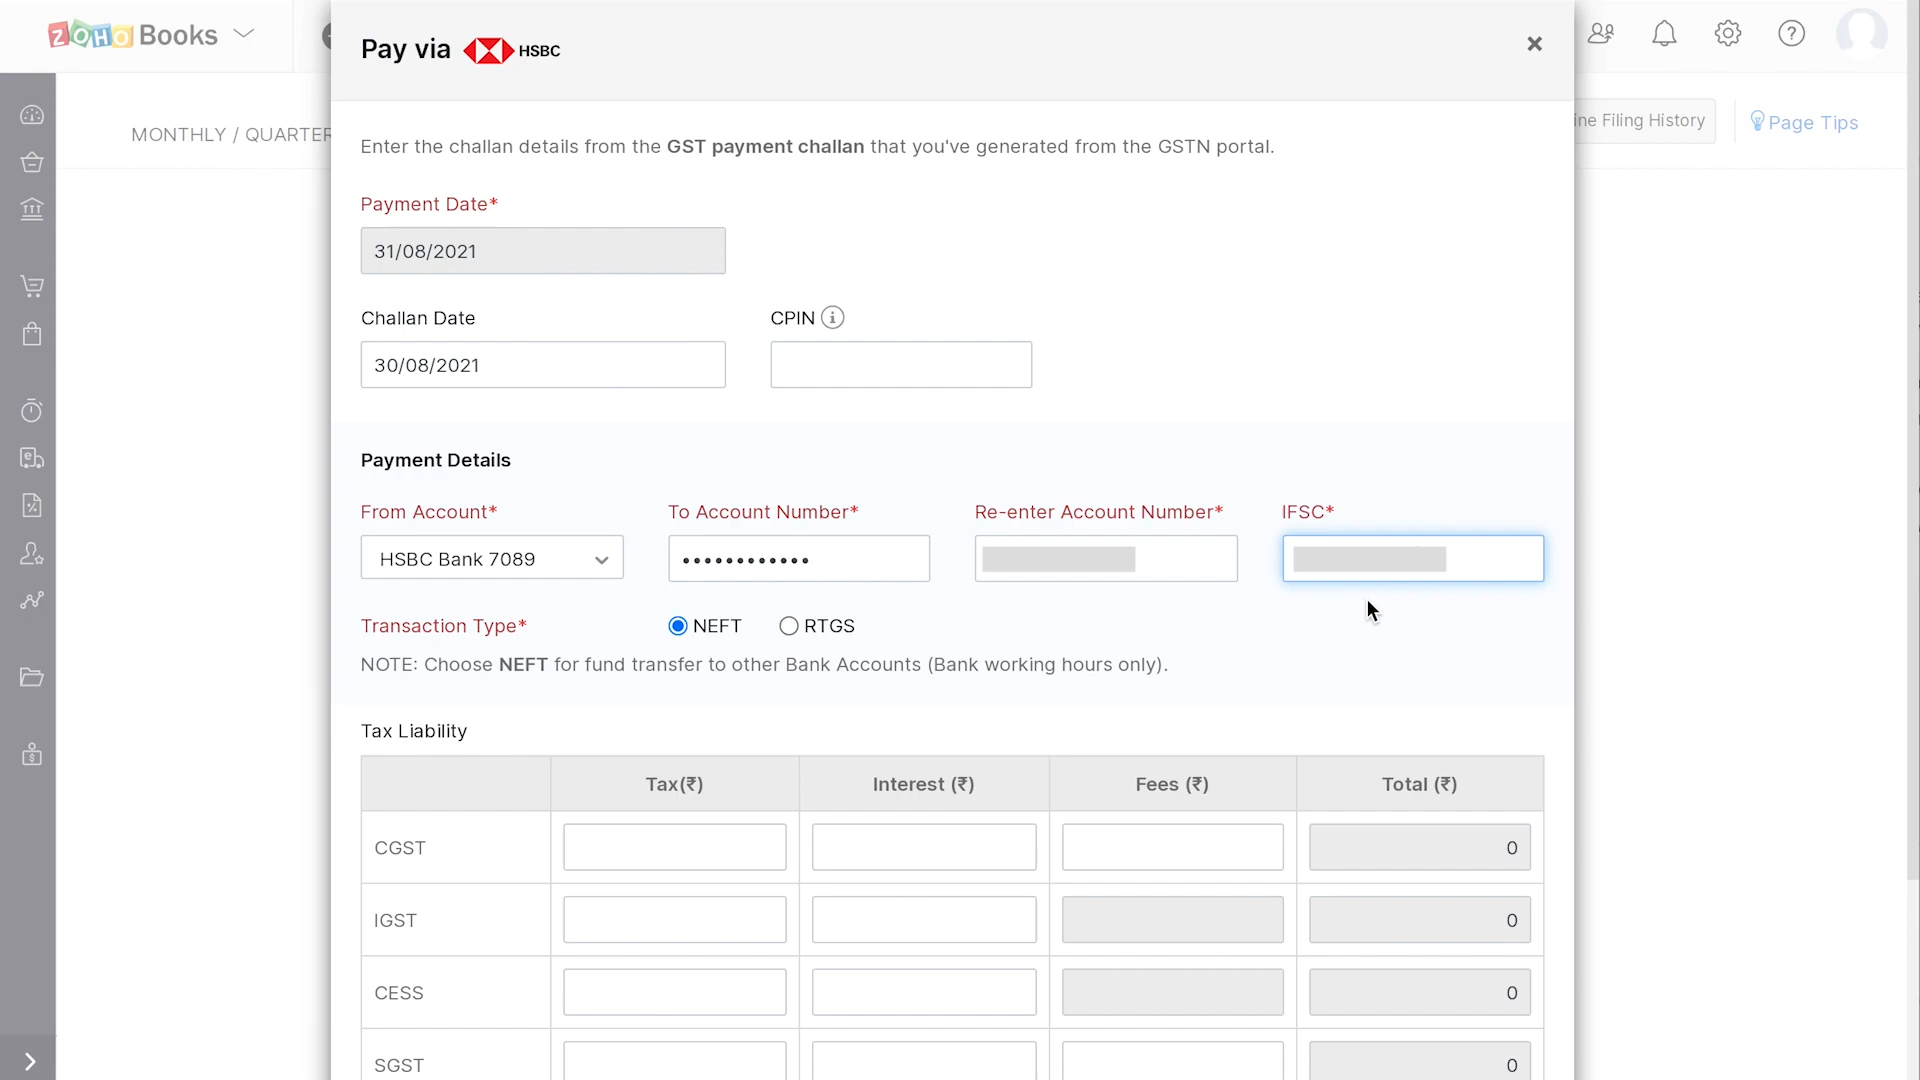 ZOHO Books
Pay via HSBC
×
MONTHLY / QUARTER
ine Filing History
Page Tips
Enter the challan details from the GST payment challan that you've generated from the GSTN portal.
Payment Date*
31/08/2021
Challan Date
CPIN
30/08/2021
Payment Details
From Account*
To Account Number*
Re-enter Account Number*
IFSC*
HSBC Bank 7089
••••••••••••
Transaction Type*
NEFT
RTGS
NOTE: Choose NEFT for fund transfer to other Bank Accounts (Bank working hours only).
Tax Liability
Tax(₹)
Interest (₹)
Fees (₹)
Total (₹)
CGST
0
IGST
0
CESS
0
SGST
0